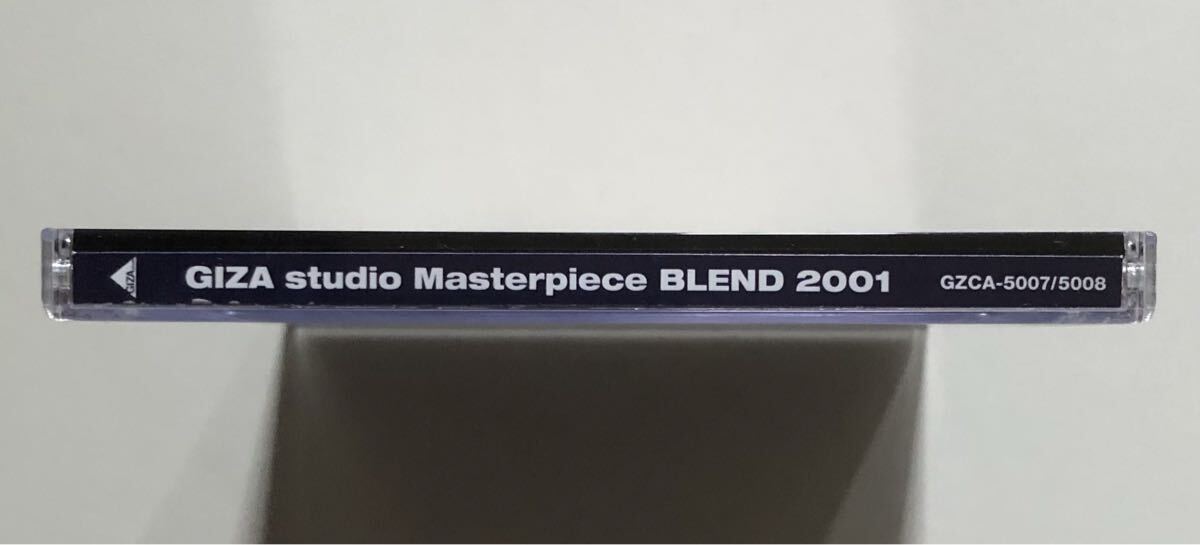 GIZA
GIZA studio Masterpiece BLEND 2001 GZCA-5007/5008